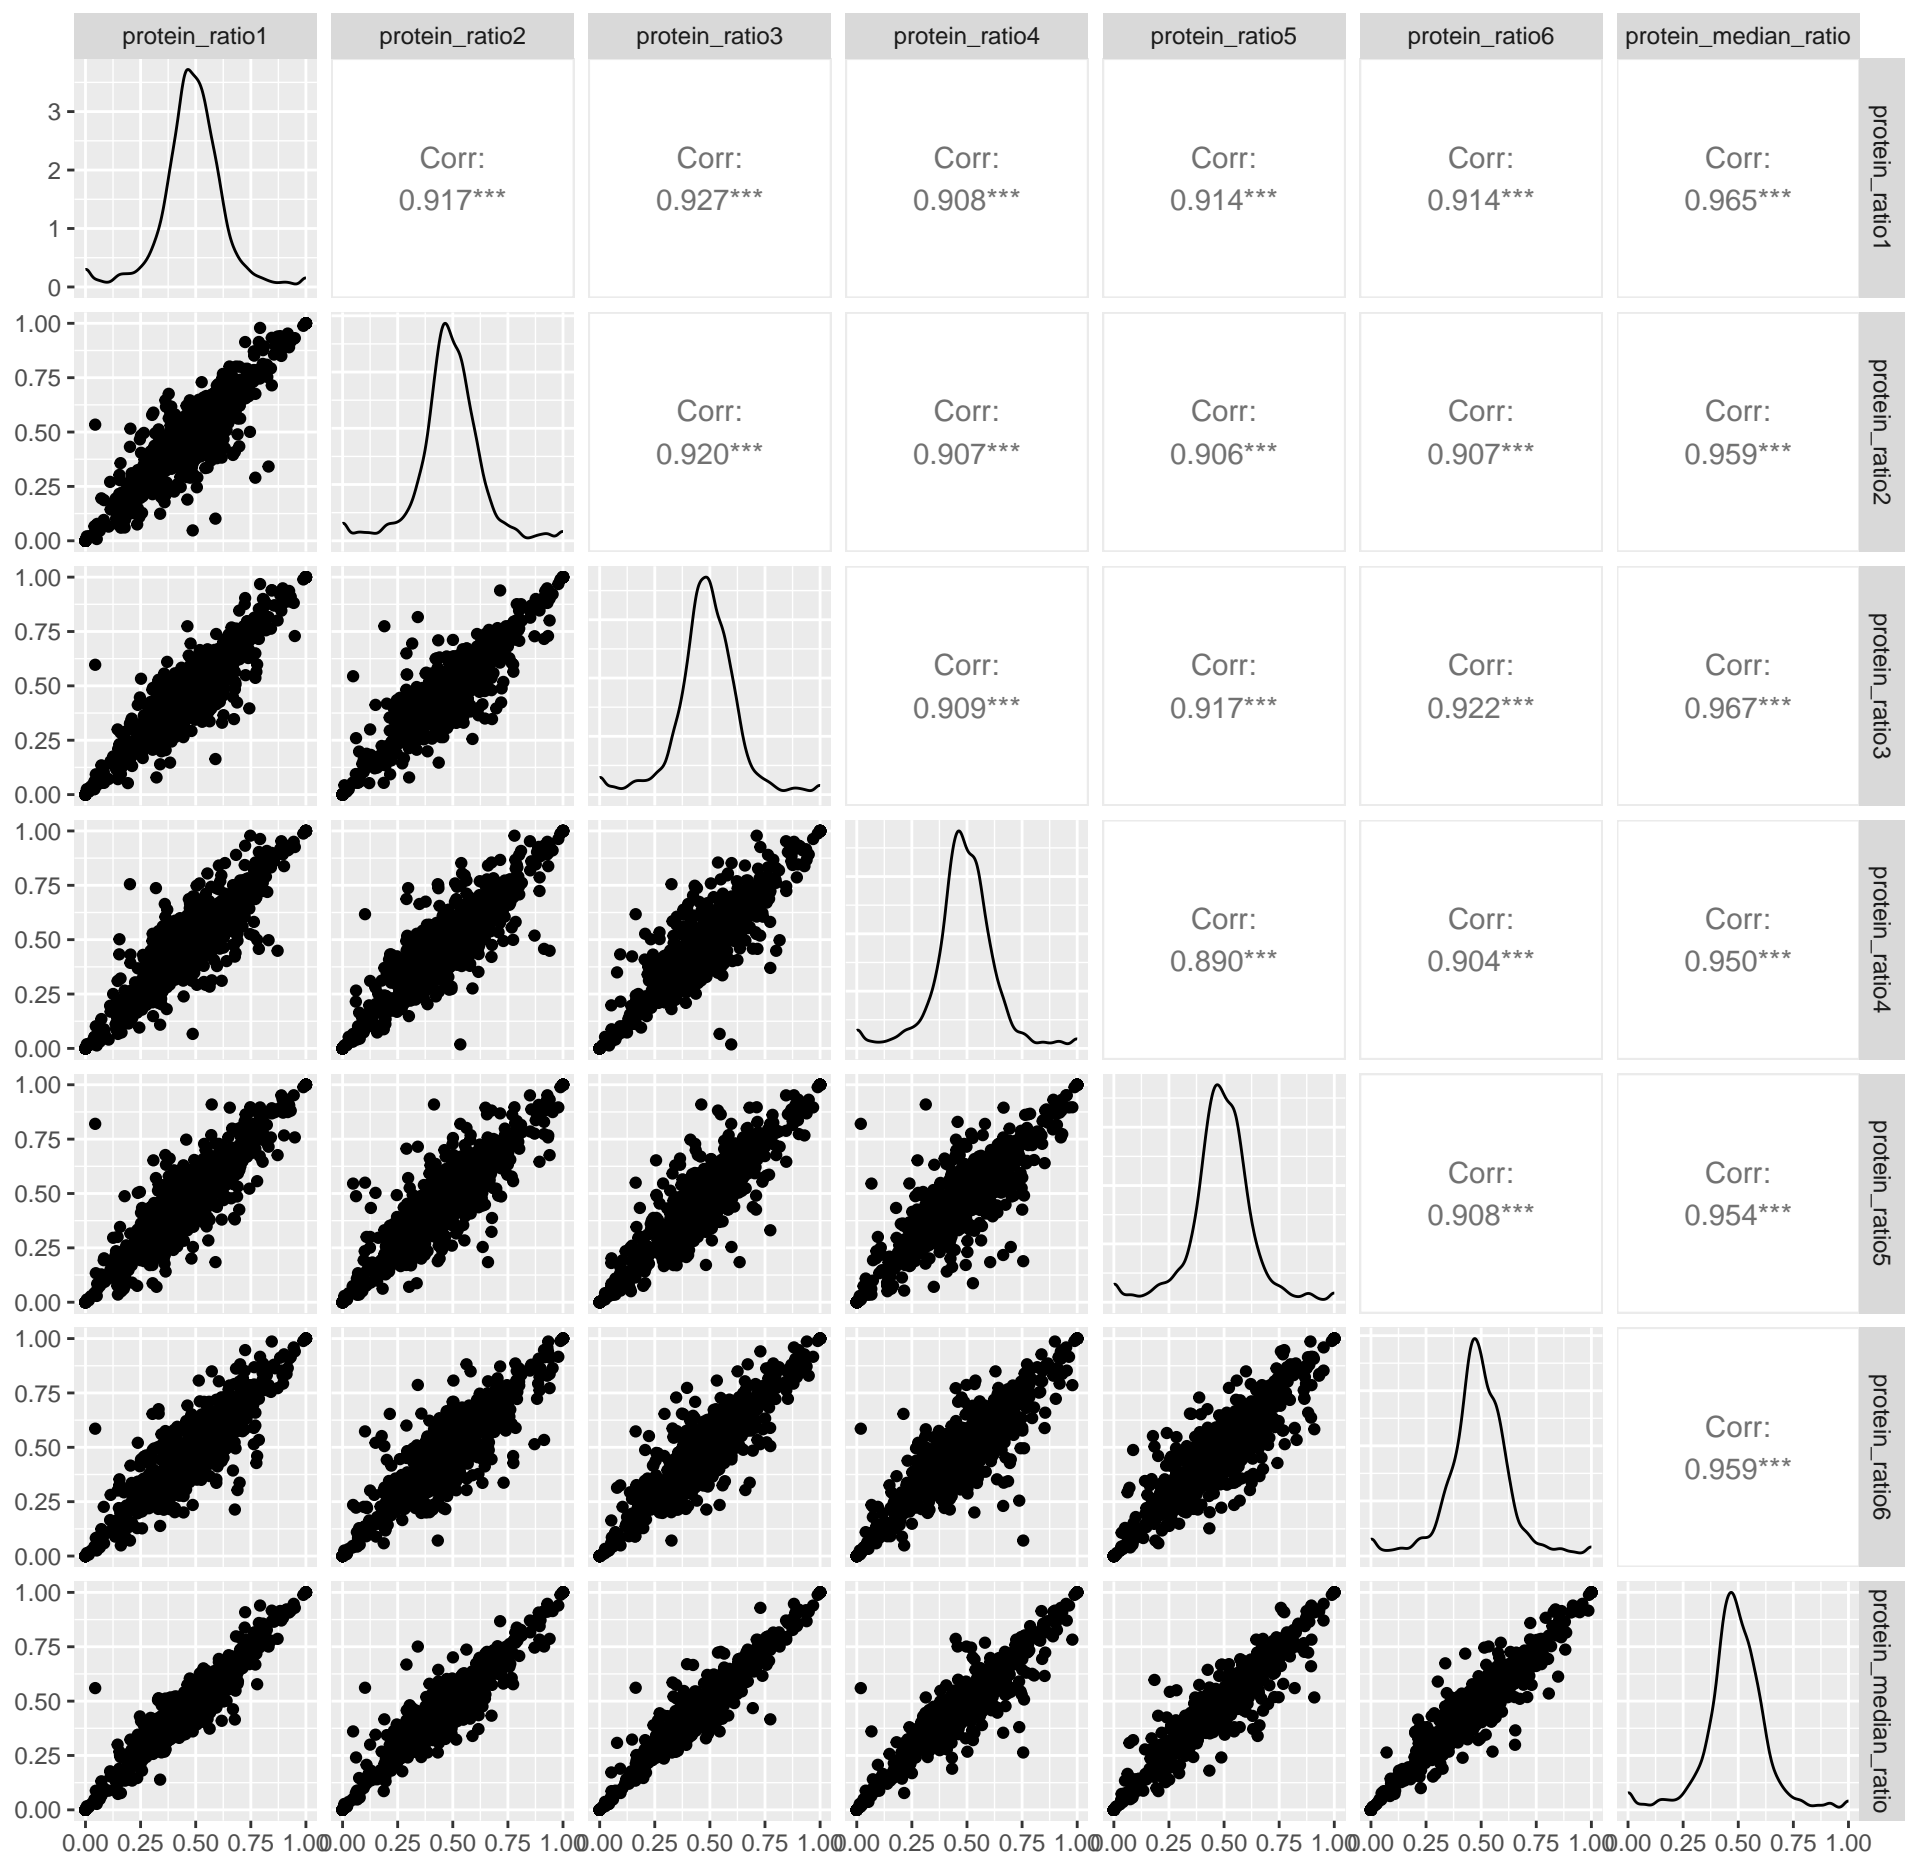 protein_ratio1 protein_ratio2 protein_ratio3 protein_ratio4 protein_ratio5 protein_ratio6 protein_median_ratio
3
2
1
0
Corr: Corr: Corr: Corr: Corr: Corr:
0.917*** 0.927*** 0.908*** 0.914*** 0.914*** 0.965***
protein_ratio1
1.00
0.75
0.50
0.25
0.00
Corr: Corr: Corr: Corr: Corr:
0.920*** 0.907*** 0.906*** 0.907*** 0.959***
protein_ratio2
1.00
0.75
0.50
0.25
0.00
Corr: Corr: Corr: Corr:
0.909*** 0.917*** 0.922*** 0.967***
protein_ratio3
1.00
0.75
0.50
0.25
0.00
Corr: Corr: Corr:
0.890*** 0.904*** 0.950***
protein_ratio4
1.00
0.75
0.50
0.25
0.00
Corr: Corr:
0.908*** 0.954***
protein_ratio5
1.00
0.75
0.50
0.25
0.00
Corr:
0.959***
protein_ratio6
1.00
0.75
0.50
0.25
0.00
protein_median_ratio
0.00 0.25 0.50 0.75 1.00 0.00 0.25 0.50 0.75 1.00 0.00 0.25 0.50 0.75 1.00 0.00 0.25 0.50 0.75 1.00 0.00 0.25 0.50 0.75 1.00 0.00 0.25 0.50 0.75 1.00 0.00 0.25 0.50 0.75 1.00